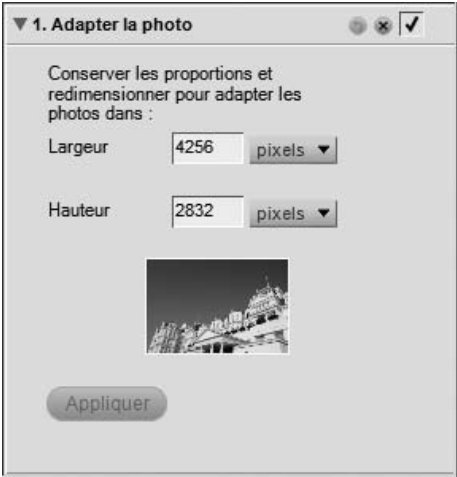 1. Adapter la photo
Conserver les proportions et
redimensionner pour adapter les
photos dans :
Largeur 4256 pixels
Hauteur 2832 pixels
Appliquer